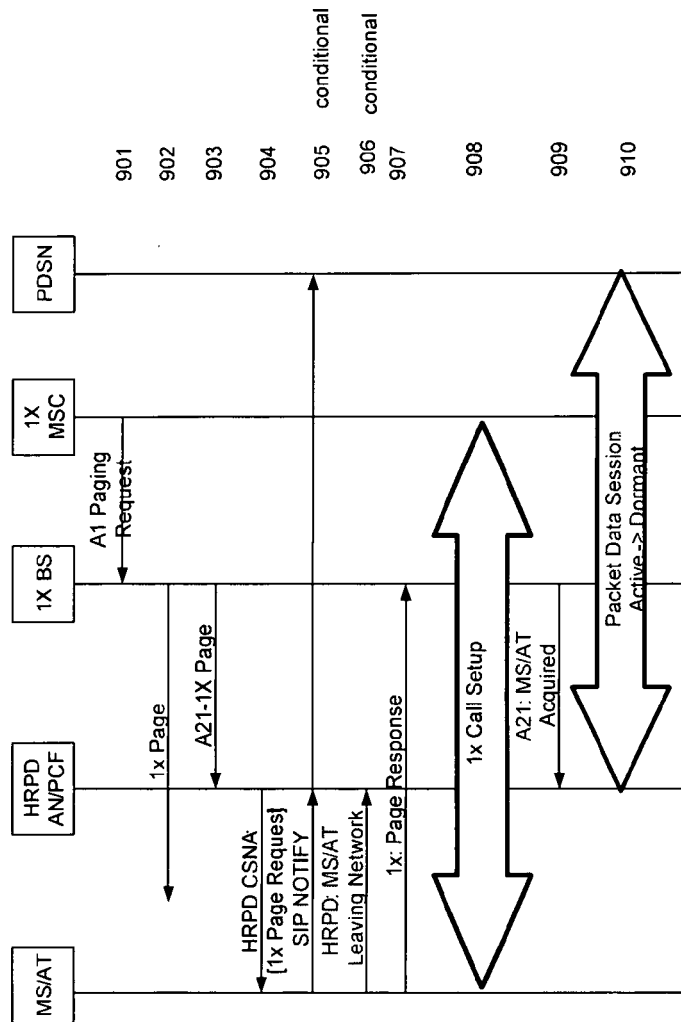 MS/AT
HRPD
AN/PCF
1X BS
1X
MSC
PDSN
A1 Paging
Request
901
1x Page
902
A21-1X Page
903
HRPD CSNA:
[1x Page Request]
904
SIP NOTIFY
905
conditional
HRPD: MS/AT
Leaving Network
906
conditional
1x: Page Response
907
1x Call Setup
908
A21: MS/AT
Acquired
909
Packet Data Session
Active -> Dormant
910